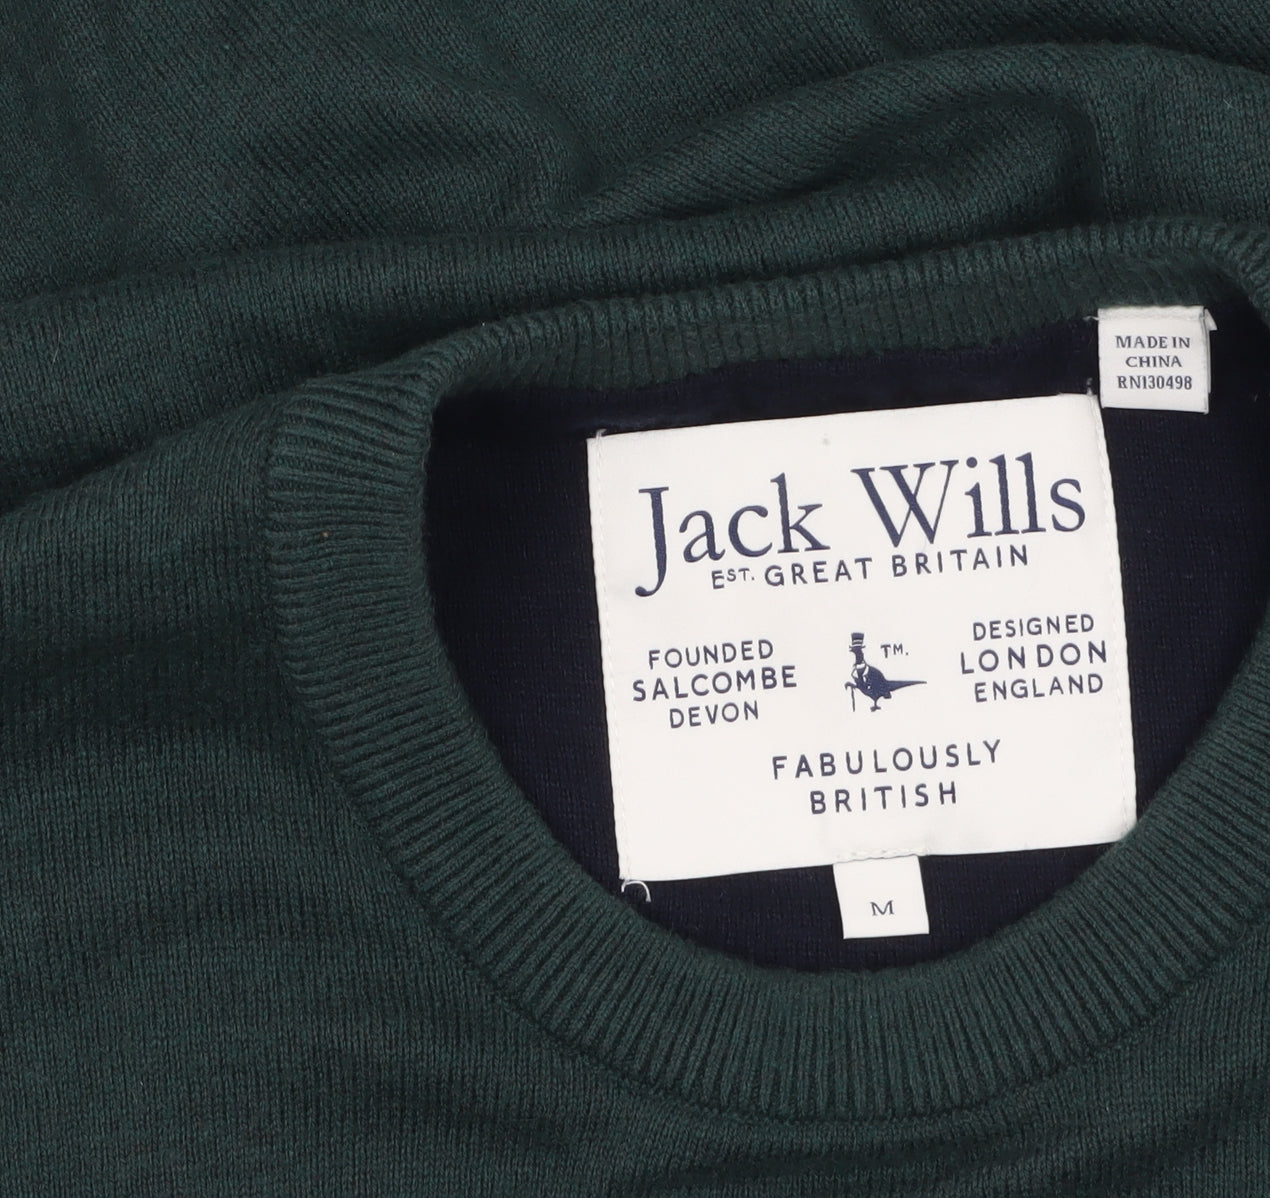 MADE IN
CHINA
RN130498
Jack Wills
EST. GREAT BRITAIN
FOUNDED
SALCOMBE
DEVON
TM.
DESIGNED
LONDON
ENGLAND
FABULOUSLY
BRITISH
M